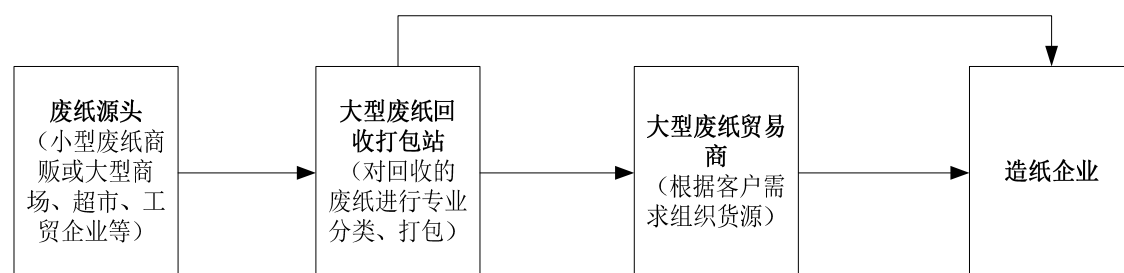 废纸源头
（小型废纸商
贩或大型商
场、超市、工
贸企业等）
大型废纸回
收打包站
（对回收的
废纸进行专业
分类、打包）
大型废纸贸易
商
（根据客户需
求组织货源）
造纸企业